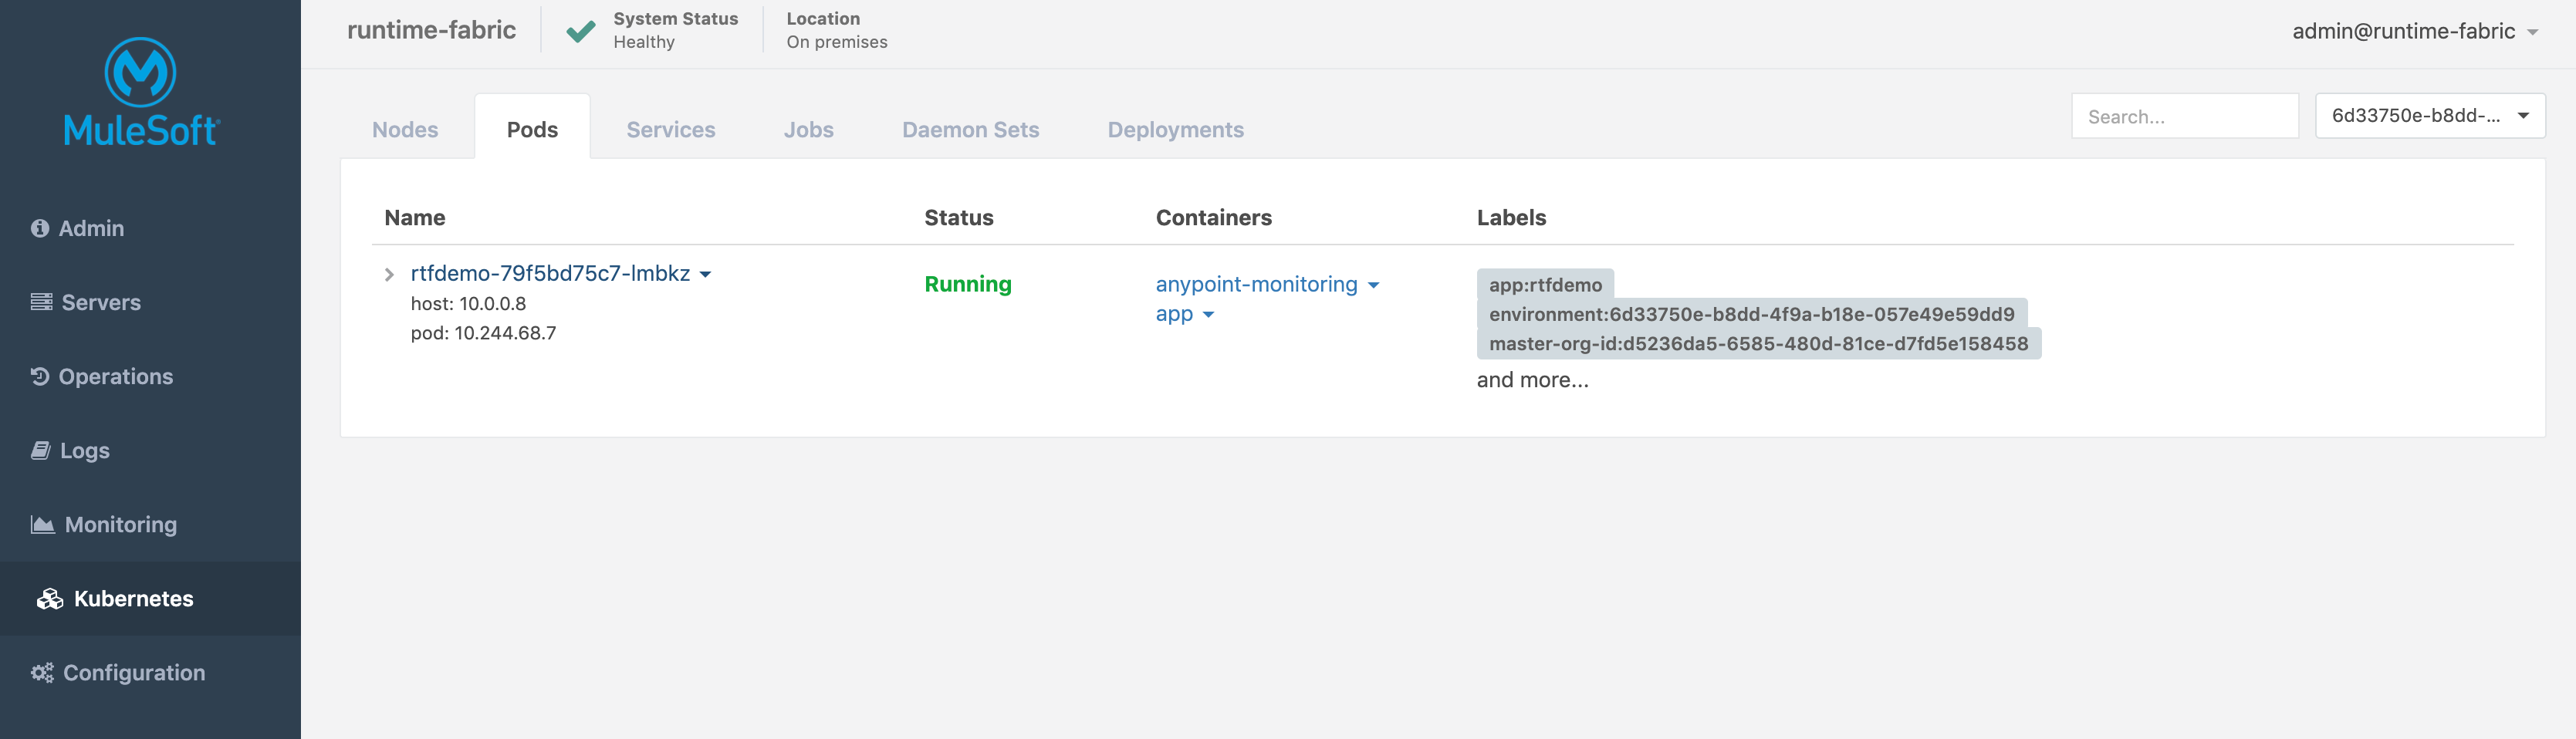 MuleSoft
Admin
Servers
Operations
Logs
Monitoring
Kubernetes
Configuration
runtime-fabric
System Status
Healthy
Location
On premises
admin@runtime-fabric
Nodes
Pods
Services
Jobs
Daemon Sets
Deployments
Search...
6d33750e-b8dd-...
Name
Status
Containers
Labels
rtfdemo-79f5bd75c7-lmbkz
host: 10.0.0.8
pod: 10.244.68.7
Running
anypoint-monitoring
app
app:rtfdemo
environment:6d33750e-b8dd-4f9a-b18e-057e49e59dd9
master-org-id:d5236da5-6585-480d-81ce-d7fd5e158458
and more...